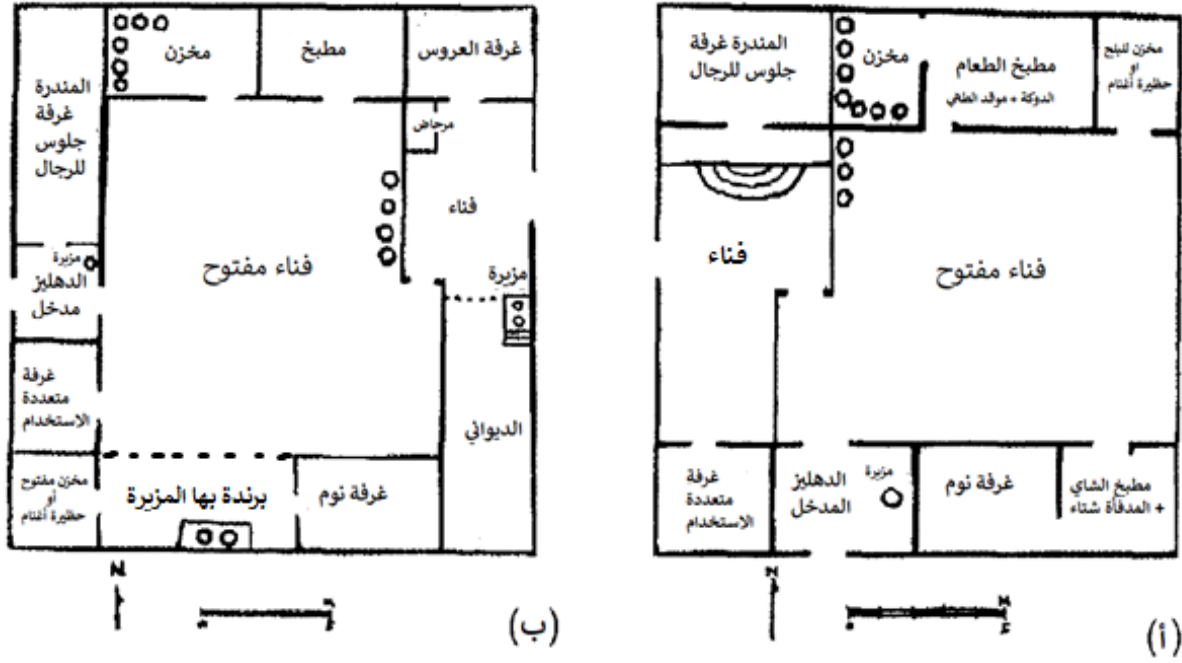 المندرة غرفة
جلوس للرجال
مخزن
مطبخ الطعام
الدوكة + موقد الطهي
مخزن للبلح
او
حظيرة أغنام
فناء
فناء مفتوح
غرفة
متعددة
الاستخدام
الدهليز
المدخل
مزيرة
غرفة نوم
مطبخ الشاي
+ المدفأة شتاء
N
(أ)
المندرة
غرفة
جلوس
للرجال
مخزن
مطبخ
غرفة العروس
مرحاض
فناء
فناء مفتوح
مزيرة
مزيرة
الدهليز
مدخل
غرفة
متعددة
الاستخدام
الديواني
مخزن مفتوح
أو
حظيرة أغنام
برندة بها المزيرة
غرفة نوم
N
(ب)